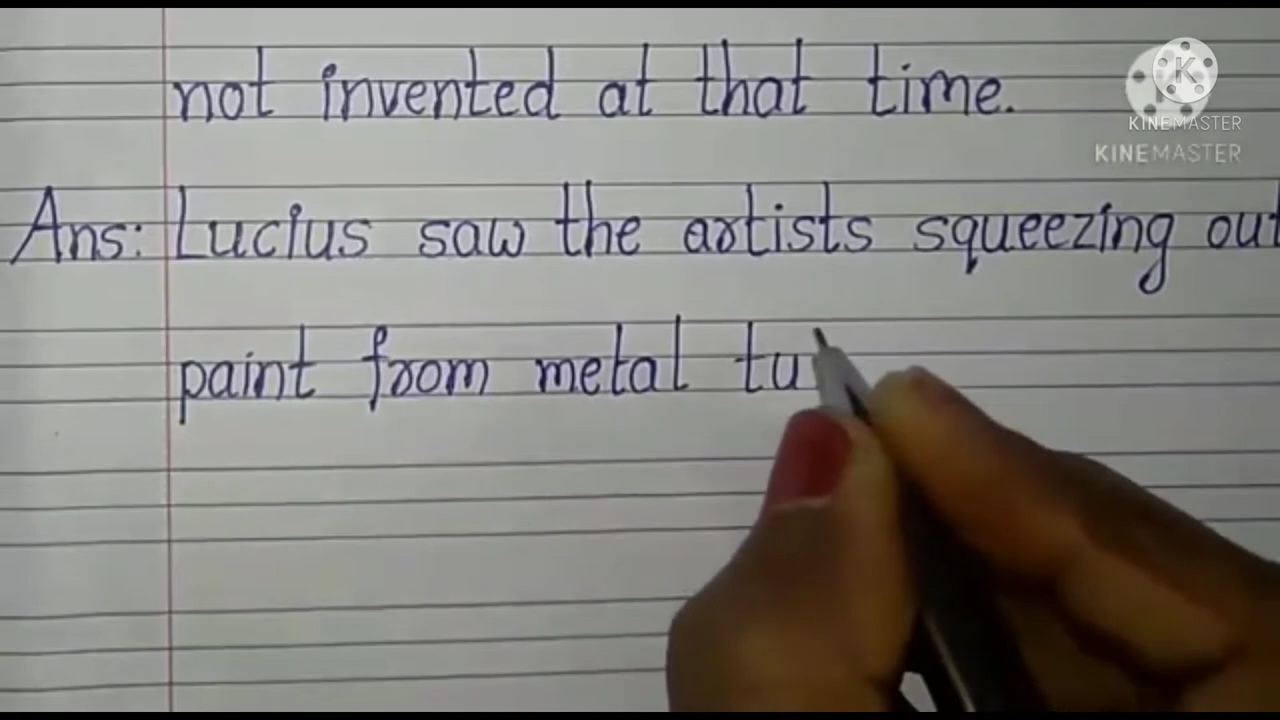 not invented at that time.
Ans: Lucius saw the artists squeezing out
paint from metal tu
KINEMASTER
KINEMASTER